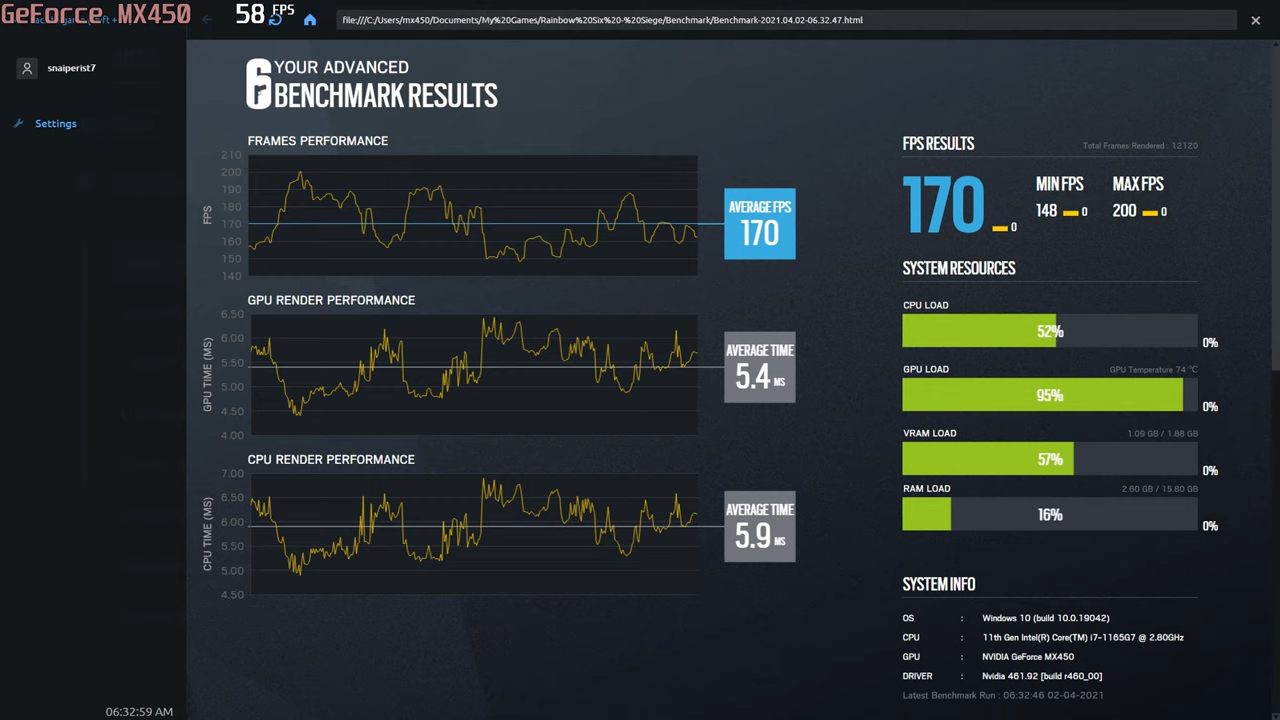 GeForce MX450
58 FPS
file:///C:/Users/mx450/Documents/My%20Games/Rainbow%20Six%20-%20Siege/Benchmark/Benchmark-2021.04.02-06.32.47.html
snaiperist7
Settings
YOUR ADVANCED
BENCHMARK RESULTS
FRAMES PERFORMANCE
210
200
190
180
170
160
150
140
FPS
AVERAGE FPS
170
GPU RENDER PERFORMANCE
6.50
6.00
5.50
5.00
4.50
4.00
GPU TIME (MS)
AVERAGE TIME
5.4 MS
CPU RENDER PERFORMANCE
7.00
6.50
6.00
5.50
5.00
4.50
CPU TIME (MS)
AVERAGE TIME
5.9 MS
FPS RESULTS
Total Frames Rendered : 12120
170 0
MIN FPS
148 0
MAX FPS
200 0
SYSTEM RESOURCES
CPU LOAD
52%
0%
GPU LOAD
GPU Temperature 74 °C
95%
0%
VRAM LOAD
1.09 GB / 1.88 GB
57%
0%
RAM LOAD
2.60 GB / 15.80 GB
16%
0%
SYSTEM INFO
OS : Windows 10 (build 10.0.19042)
CPU : 11th Gen Intel(R) Core(TM) i7-1165G7 @ 2.80GHz
GPU : NVIDIA GeForce MX450
DRIVER : Nvidia 461.92 [build r460_00]
Latest Benchmark Run : 06:32:46 02-04-2021
06:32:59 AM